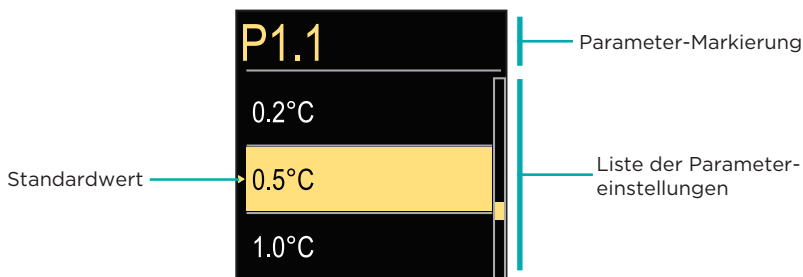 P1.1
Parameter-Markierung
0.2°C
Standardwert
0.5°C
Liste der Parameter-
einstellungen
1.0°C